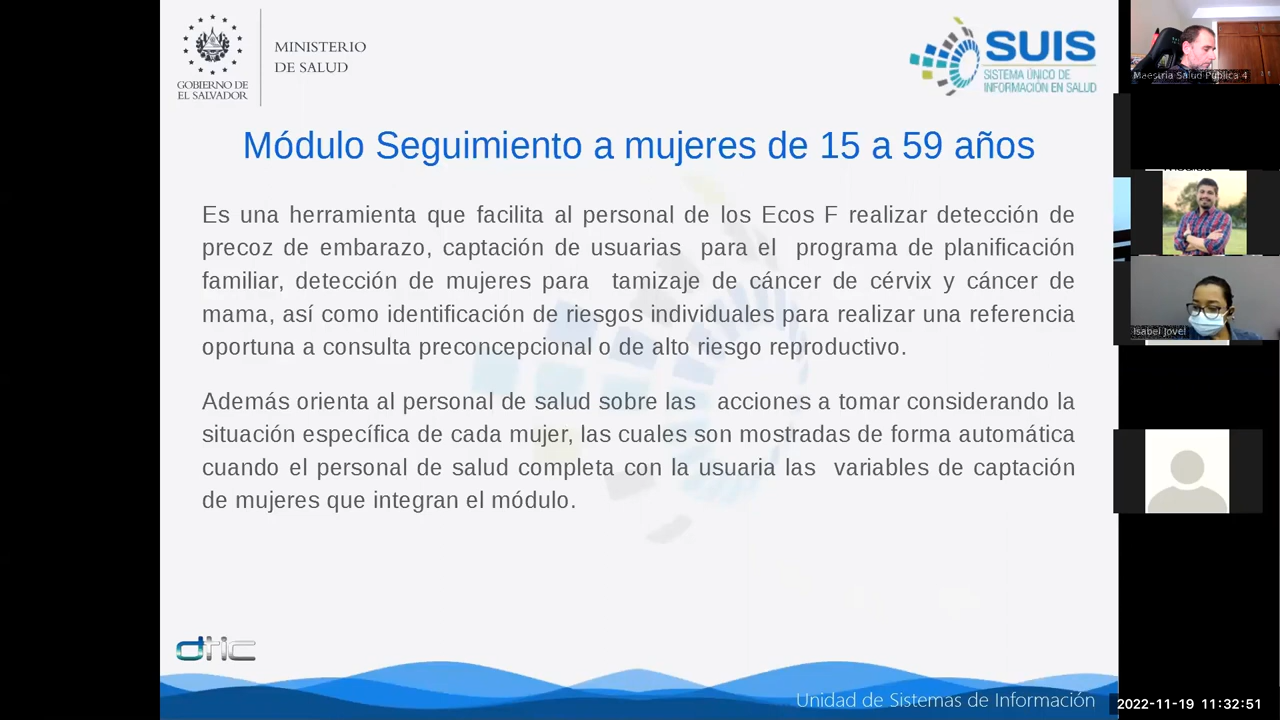 GOBIERNO DE
EL SALVADOR
MINISTERIO
DE SALUD
SUIS
SISTEMA ÚNICO DE
INFORMACIÓN EN SALUD
Módulo Seguimiento a mujeres de 15 a 59 años
Es una herramienta que facilita al personal de los Ecos F realizar detección de
precoz de embarazo, captación de usuarias para el programa de planificación
familiar, detección de mujeres para tamizaje de cáncer de cérvix y cáncer de
mama, así como identificación de riesgos individuales para realizar una referencia
oportuna a consulta preconcepcional o de alto riesgo reproductivo.
Además orienta al personal de salud sobre las acciones a tomar considerando la
situación específica de cada mujer, las cuales son mostradas de forma automática
cuando el personal de salud completa con la usuaria las variables de captación
de mujeres que integran el módulo.
dtic
Unidad de Sistemas de Información
Maestría Salud Pública 4
Isabel Jovel
2022-11-19 11:32:51